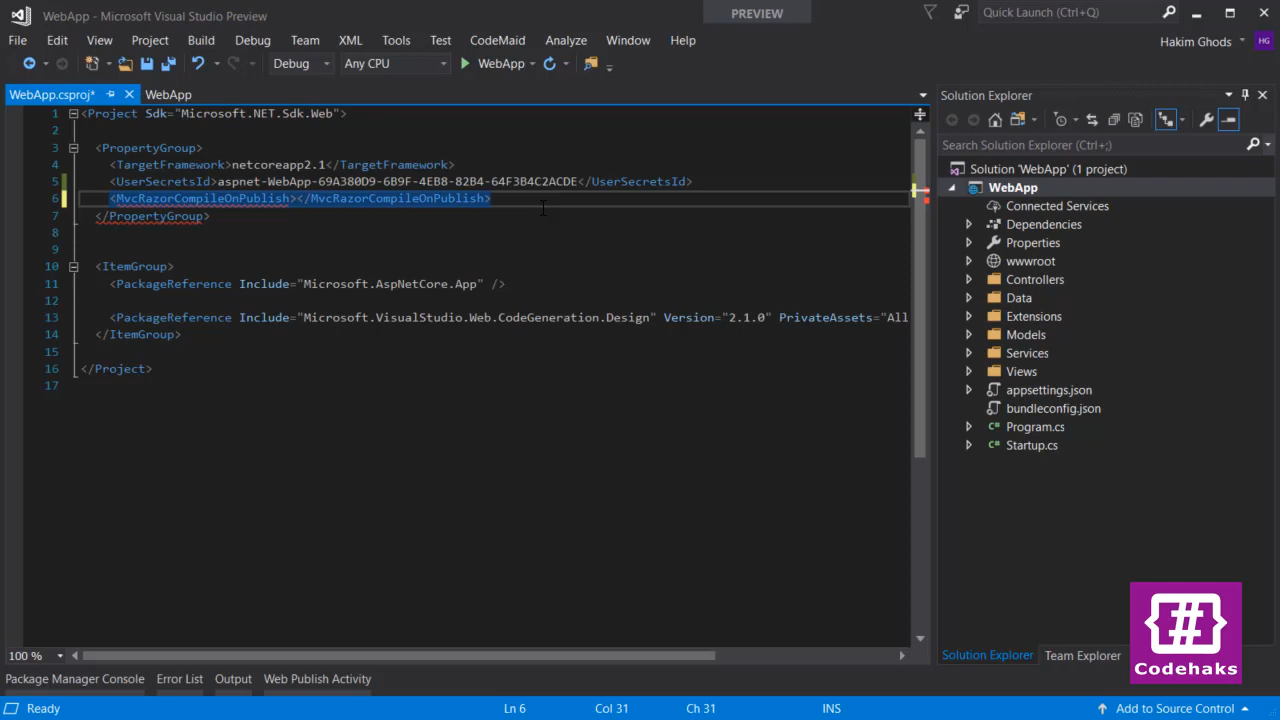 WebApp - Microsoft Visual Studio Preview
PREVIEW
Quick Launch (Ctrl+Q)
File Edit View Project Build Debug Team XML Tools Test CodeMaid Analyze Window Help
Hakim Ghods
HG
Debug
Any CPU
WebApp
WebApp.csproj*
WebApp
1 <Project Sdk="Microsoft.NET.Sdk.Web">
2
3 <PropertyGroup>
4 <TargetFramework>netcoreapp2.1</TargetFramework>
5 <UserSecretsId>aspnet-WebApp-69A380D9-6B9F-4EB8-82B4-64F3B4C2ACDE</UserSecretsId>
6 <MvcRazorCompileOnPublish></MvcRazorCompileOnPublish>
7 </PropertyGroup>
8
9
10 <ItemGroup>
11 <PackageReference Include="Microsoft.AspNetCore.App" />
12
13 <PackageReference Include="Microsoft.VisualStudio.Web.CodeGeneration.Design" Version="2.1.0" PrivateAssets="All
14 </ItemGroup>
15
16 </Project>
17
100 %
Package Manager Console Error List Output Web Publish Activity
Ready
Ln 6 Col 31 Ch 31 INS
Add to Source Control
Solution Explorer
Search Solution Explorer (Ctrl+;)
Solution 'WebApp' (1 project)
WebApp
Connected Services
Dependencies
Properties
wwwroot
Controllers
Data
Extensions
Models
Services
Views
appsettings.json
bundleconfig.json
C# Program.cs
C# Startup.cs
Solution Explorer Team Explorer
{#}
Codehaks